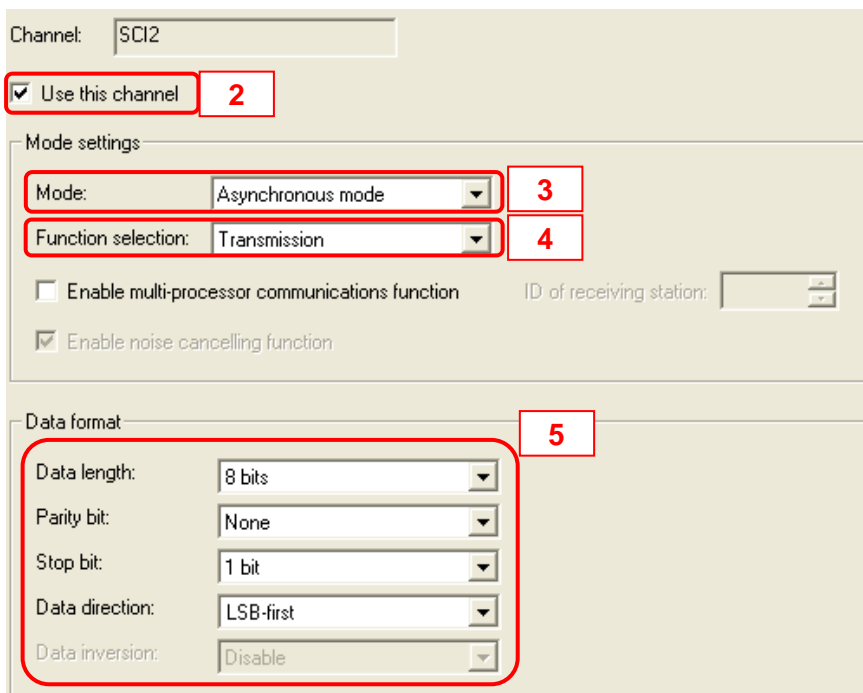 Channel: SCI2
Use this channel 2
Mode settings
Mode: Asynchronous mode 3
Function selection: Transmission 4
Enable multi-processor communications function ID of receiving station:
Enable noise cancelling function
Data format
5
Data length: 8 bits
Parity bit: None
Stop bit: 1 bit
Data direction: LSB-first
Data inversion: Disable